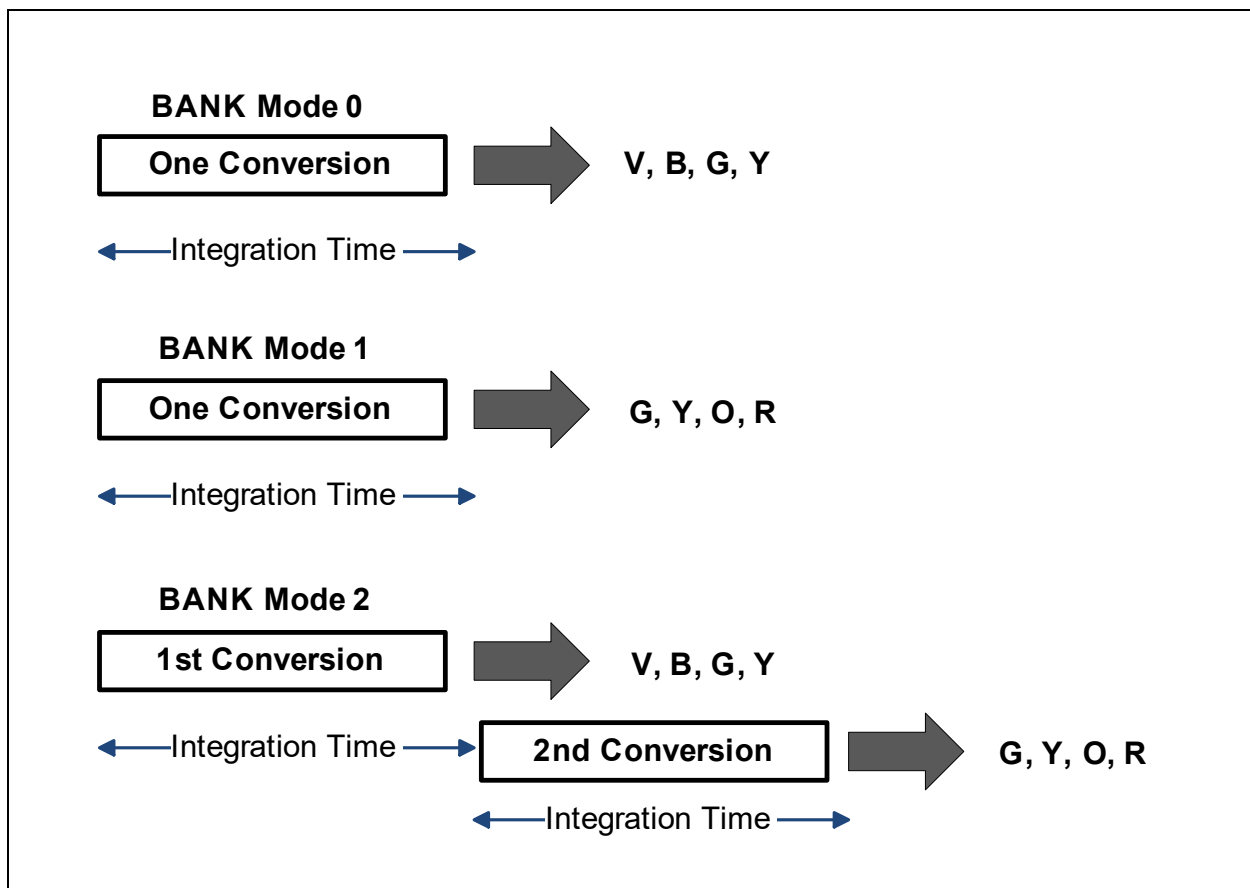 BANK Mode 0
One Conversion
V, B, G, Y
Integration Time
BANK Mode 1
One Conversion
G, Y, O, R
Integration Time
BANK Mode 2
1st Conversion
V, B, G, Y
Integration Time
2nd Conversion
G, Y, O, R
Integration Time